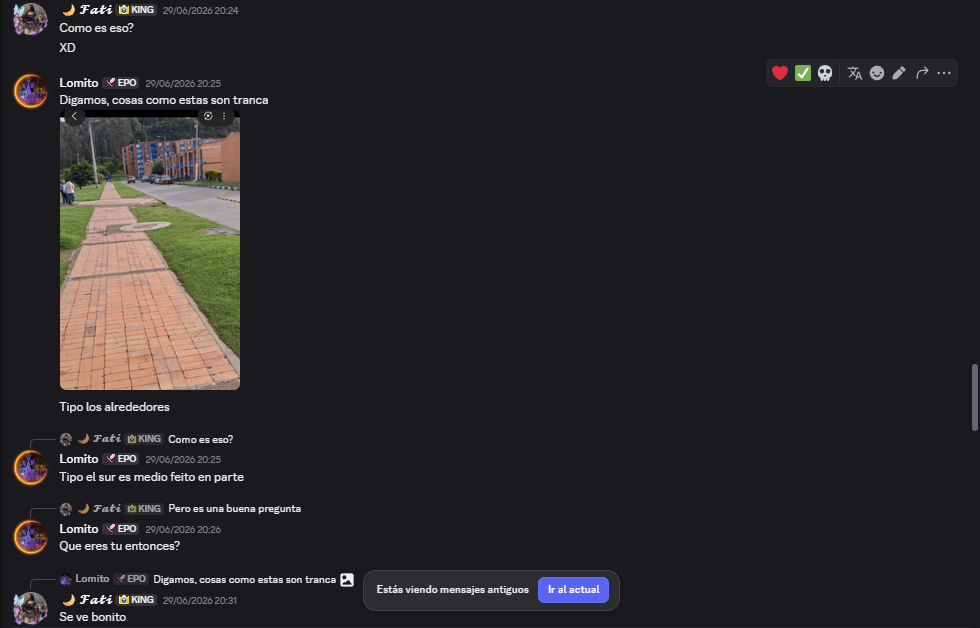 🌙 𝓕𝓪𝓽𝓲 KING 29/06/2026 20:24
Como es eso?
XD
Lomito EPO 29/06/2026 20:25
Digamos, cosas como estas son tranca
Tipo los alrededores
🌙 𝓕𝓪𝓽𝓲 KING Como es eso?
Lomito EPO 29/06/2026 20:25
Tipo el sur es medio feito en parte
🌙 𝓕𝓪𝓽𝓲 KING Pero es una buena pregunta
Lomito EPO 29/06/2026 20:26
Que eres tu entonces?
Lomito EPO Digamos, cosas como estas son tranca
🌙 𝓕𝓪𝓽𝓲 KING 29/06/2026 20:31
Se ve bonito
Estás viendo mensajes antiguos Ir al actual